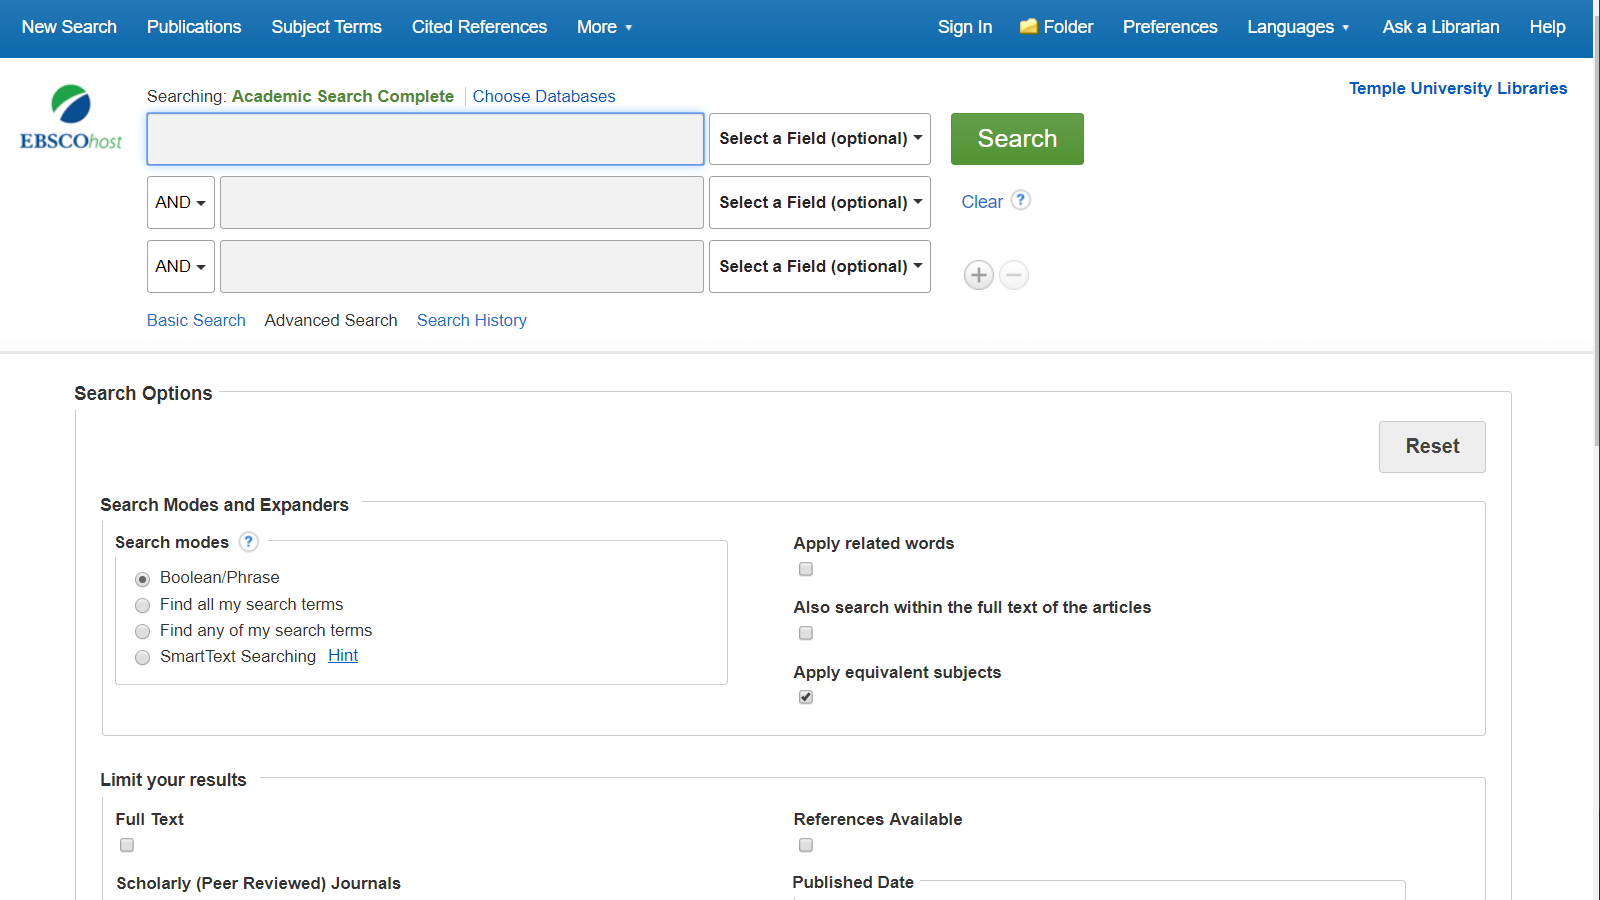 New Search Publications Subject Terms Cited References More Sign In Folder Preferences Languages Ask a Librarian Help
EBSCOhost
Searching: Academic Search Complete Choose Databases
Temple University Libraries
Select a Field (optional) Search
AND Select a Field (optional) Clear ?
AND Select a Field (optional)
Basic Search Advanced Search Search History
Search Options
Reset
Search Modes and Expanders
Search modes ?
Boolean/Phrase
Find all my search terms
Find any of my search terms
SmartText Searching Hint
Apply related words
Also search within the full text of the articles
Apply equivalent subjects
Limit your results
Full Text
References Available
Scholarly (Peer Reviewed) Journals
Published Date